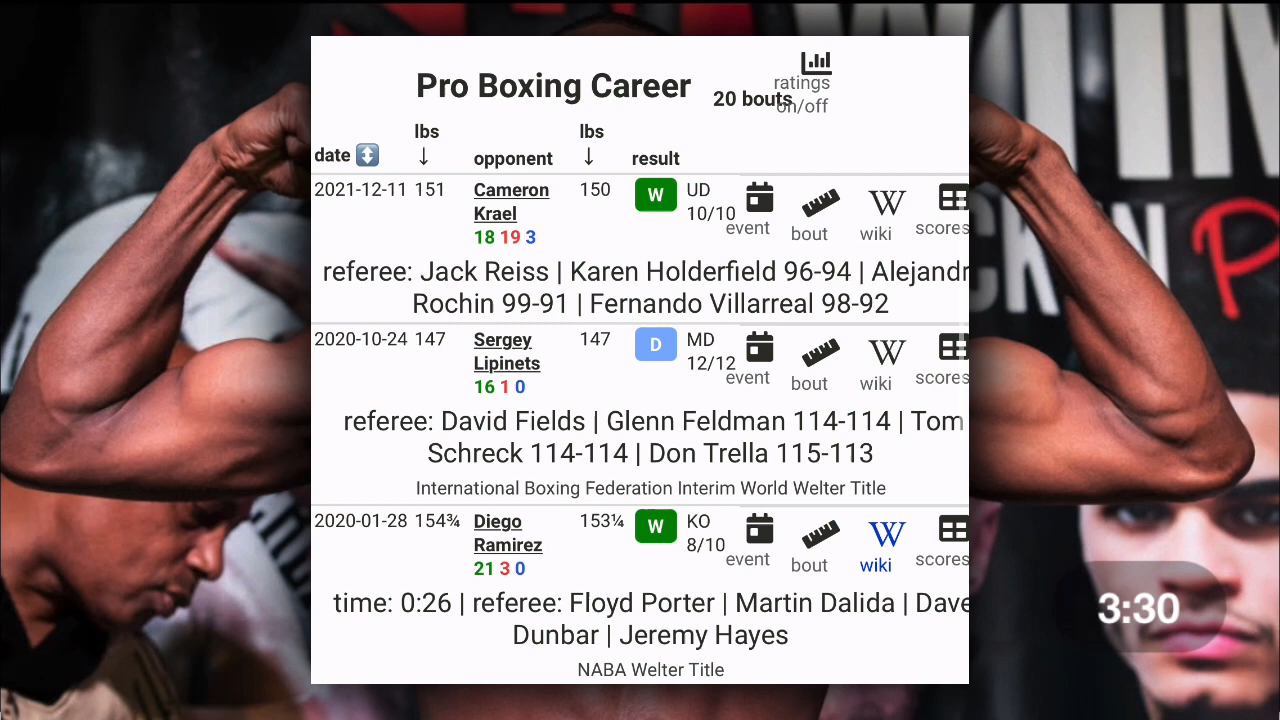 Pro Boxing Career
20 bouts
ratings
on/off
date lbs ↓ opponent lbs ↓ result
2021-12-11 151 Cameron Krael 150 W UD 10/10
18 19 3
event bout wiki scores
referee: Jack Reiss | Karen Holderfield 96-94 | Alejandr
Rochin 99-91 | Fernando Villarreal 98-92
2020-10-24 147 Sergey Lipinets 147 D MD 12/12
16 1 0
event bout wiki scores
referee: David Fields | Glenn Feldman 114-114 | Tom
Schreck 114-114 | Don Trella 115-113
International Boxing Federation Interim World Welter Title
2020-01-28 154¾ Diego Ramirez 153¼ W KO 8/10
21 3 0
event bout wiki scores
time: 0:26 | referee: Floyd Porter | Martin Dalida | Dave
Dunbar | Jeremy Hayes
NABA Welter Title
3:30